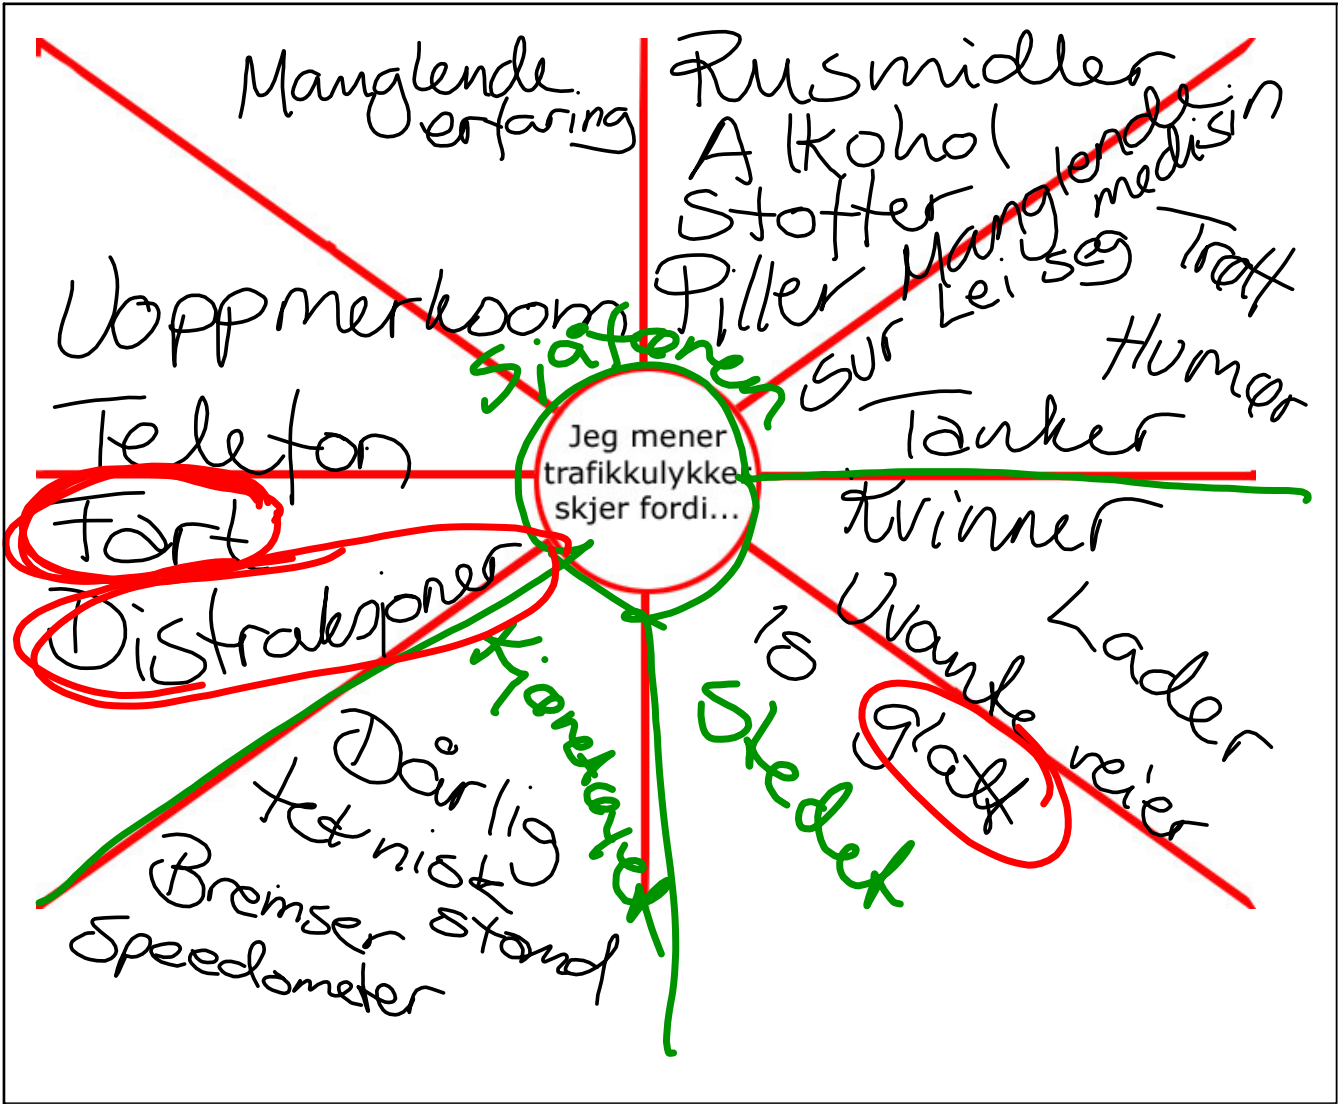 Manglende
erfaring
Rusmidler
Alkohol
Stoffer
Piller
Manglende
medisin
Lei seg
sur
Trøtt
Humør
Tanker
Uoppmerksom
Telefon
Fart
Distraksjoner
Sjåføren
Jeg mener
trafikkulykker
skjer fordi...
Kvinner
Lader
Uvante veier
Is
glatt
Stedet
Kjøretøyet
Dårlig
teknisk
stand
Bremser
Speedometer